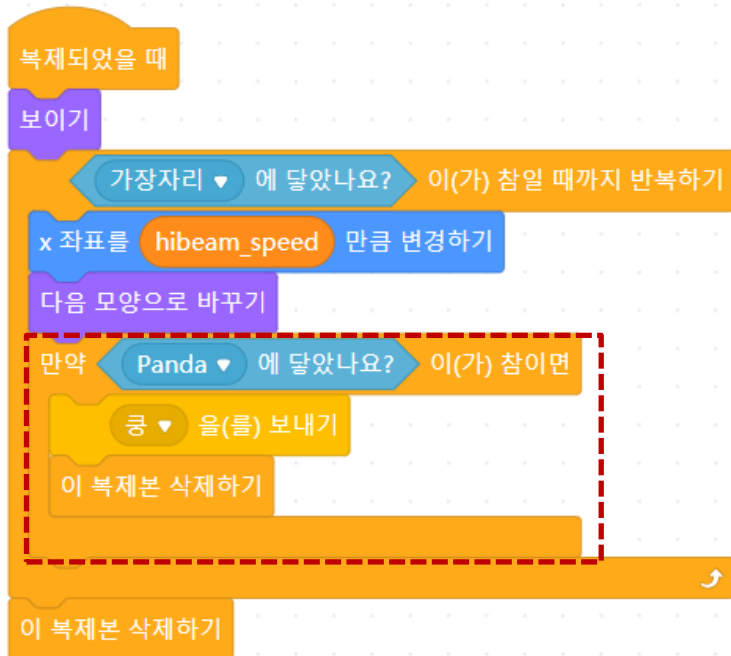 복제되었을 때
보이기
가장자리 에 닿았나요? 이(가) 참일 때까지 반복하기
x 좌표를 hibeam_speed 만큼 변경하기
다음 모양으로 바꾸기
만약 Panda 에 닿았나요? 이(가) 참이면
쿵 을(를) 보내기
이 복제본 삭제하기
이 복제본 삭제하기